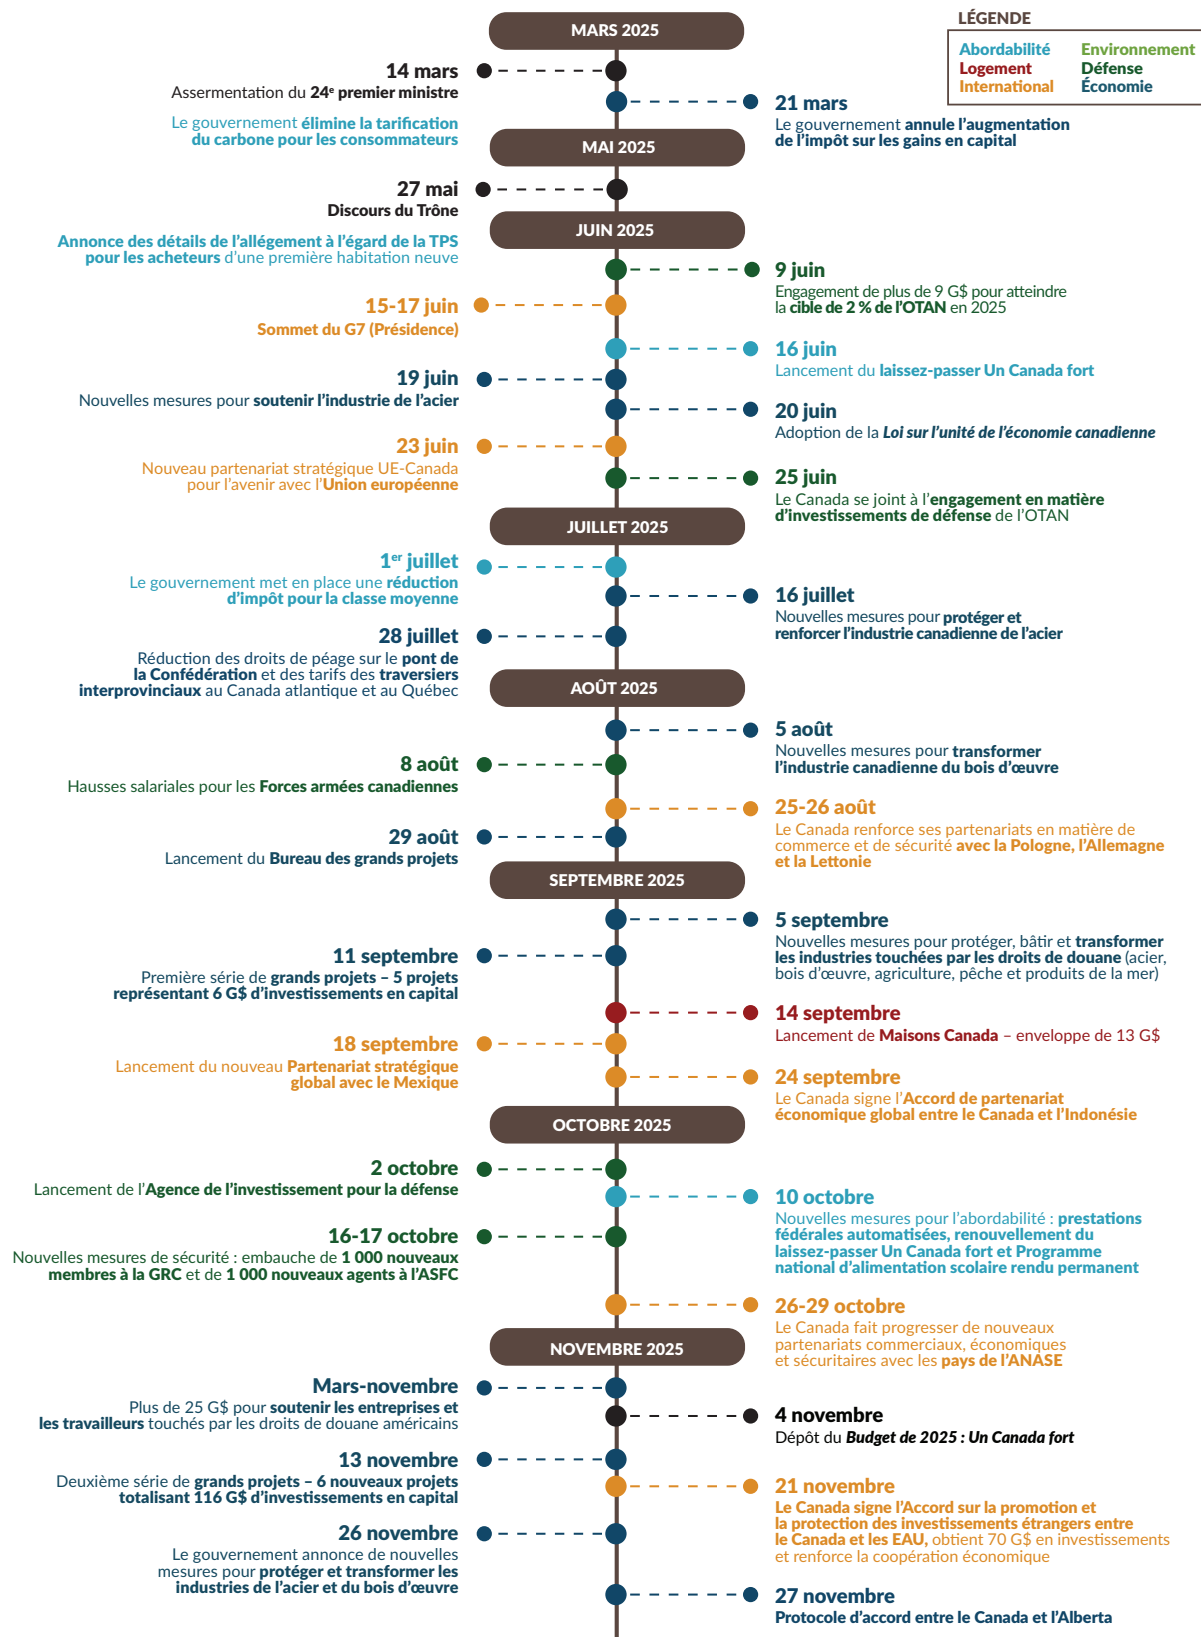 LÉGENDE
Abordabilité
Environnement
Logement
Défense
International
Économie
MARS 2025
14 mars
Assermentation du 24e premier ministre
Le gouvernement élimine la tarification
du carbone pour les consommateurs
21 mars
Le gouvernement annule l'augmentation
de l'impôt sur les gains en capital
MAI 2025
27 mai
Discours du Trône
Annonce des détails de l'allégement à l'égard de la TPS
pour les acheteurs d'une première habitation neuve
JUIN 2025
9 juin
Engagement de plus de 9 G$ pour atteindre
la cible de 2 % de l'OTAN en 2025
15-17 juin
Sommet du G7 (Présidence)
16 juin
Lancement du laissez-passer Un Canada fort
19 juin
Nouvelles mesures pour soutenir l'industrie de l'acier
20 juin
Adoption de la Loi sur l'unité de l'économie canadienne
23 juin
Nouveau partenariat stratégique UE-Canada
pour l'avenir avec l'Union européenne
25 juin
Le Canada se joint à l'engagement en matière
d'investissements de défense de l'OTAN
JUILLET 2025
1er juillet
Le gouvernement met en place une réduction
d'impôt pour la classe moyenne
16 juillet
Nouvelles mesures pour protéger et
renforcer l'industrie canadienne de l'acier
28 juillet
Réduction des droits de péage sur le pont de
la Confédération et des tarifs des traversiers
interprovinciaux au Canada atlantique et au Québec
AOÛT 2025
5 août
Nouvelles mesures pour transformer
l'industrie canadienne du bois d'œuvre
8 août
Hausses salariales pour les Forces armées canadiennes
25-26 août
Le Canada renforce ses partenariats en matière de
commerce et de sécurité avec la Pologne, l'Allemagne
et la Lettonie
29 août
Lancement du Bureau des grands projets
SEPTEMBRE 2025
5 septembre
Nouvelles mesures pour protéger, bâtir et transformer
les industries touchées par les droits de douane (acier,
bois d'œuvre, agriculture, pêche et produits de la mer)
11 septembre
Première série de grands projets – 5 projets
représentant 6 G$ d'investissements en capital
14 septembre
Lancement de Maisons Canada – enveloppe de 13 G$
18 septembre
Lancement du nouveau Partenariat stratégique
global avec le Mexique
24 septembre
Le Canada signe l'Accord de partenariat
économique global entre le Canada et l'Indonésie
OCTOBRE 2025
2 octobre
Lancement de l'Agence de l'investissement pour la défense
10 octobre
Nouvelles mesures pour l'abordabilité : prestations
fédérales automatisées, renouvellement du
laissez-passer Un Canada fort et Programme
national d'alimentation scolaire rendu permanent
16-17 octobre
Nouvelles mesures de sécurité : embauche de 1 000 nouveaux
membres à la GRC et de 1 000 nouveaux agents à l'ASFC
26-29 octobre
Le Canada fait progresser de nouveaux
partenariats commerciaux, économiques
et sécuritaires avec les pays de l'ANASE
NOVEMBRE 2025
Mars-novembre
Plus de 25 G$ pour soutenir les entreprises et
les travailleurs touchés par les droits de douane américains
4 novembre
Dépôt du Budget de 2025 : Un Canada fort
13 novembre
Deuxième série de grands projets – 6 nouveaux projets
totalisant 116 G$ d'investissements en capital
21 novembre
Le Canada signe l'Accord sur la promotion et
la protection des investissements étrangers entre
le Canada et les EAU, obtient 70 G$ en investissements
et renforce la coopération économique
26 novembre
Le gouvernement annonce de nouvelles
mesures pour protéger et transformer les
industries de l'acier et du bois d'œuvre
27 novembre
Protocole d'accord entre le Canada et l'Alberta